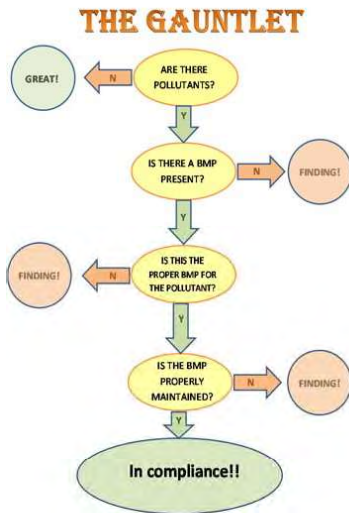 THE GAUNTLET
ARE THERE
POLLUTANTS?
N
GREAT!
Y
IS THERE A BMP
PRESENT?
N
FINDING!
Y
IS THIS THE
PROPER BMP FOR
THE POLLUTANT?
N
FINDING!
Y
IS THE BMP
PROPERLY
MAINTAINED?
N
FINDING!
Y
In compliance!!